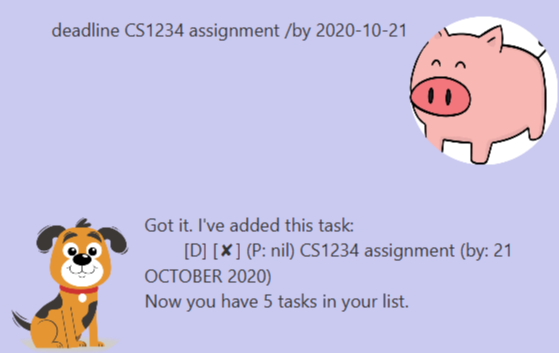 deadline CS1234 assignment /by 2020-10-21
Got it. I've added this task:
[D] [✘] (P: nil) CS1234 assignment (by: 21
OCTOBER 2020)
Now you have 5 tasks in your list.